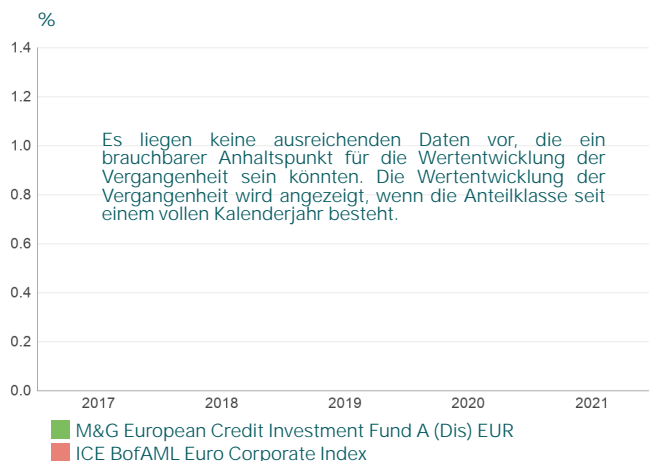 %
1.4
1.2
1.0
0.8
0.6
0.4
0.2
0.0
Es liegen keine ausreichenden Daten vor, die ein
brauchbarer Anhaltspunkt für die Wertentwicklung der
Vergangenheit sein könnten. Die Wertentwicklung der
Vergangenheit wird angezeigt, wenn die Anteilklasse seit
einem vollen Kalenderjahr besteht.
2017 2018 2019 2020 2021
M&G European Credit Investment Fund A (Dis) EUR
ICE BofAML Euro Corporate Index